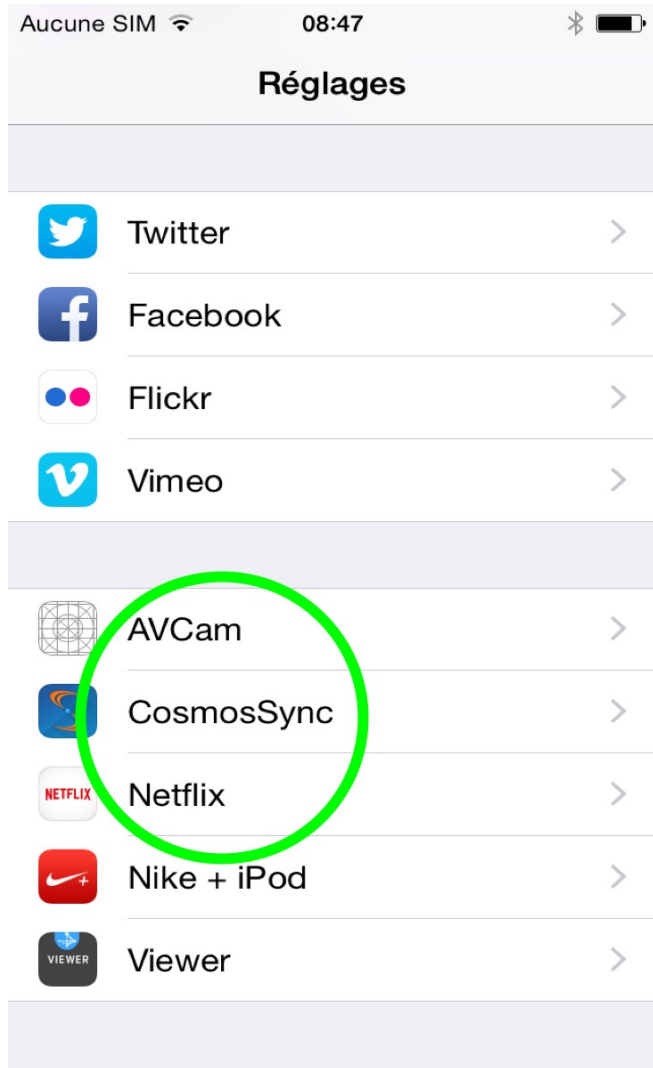 Aucune SIM 08:47
Réglages
Twitter
Facebook
Flickr
Vimeo
AVCam
CosmosSync
NETFLIX Netflix
Nike + iPod
VIEWER Viewer